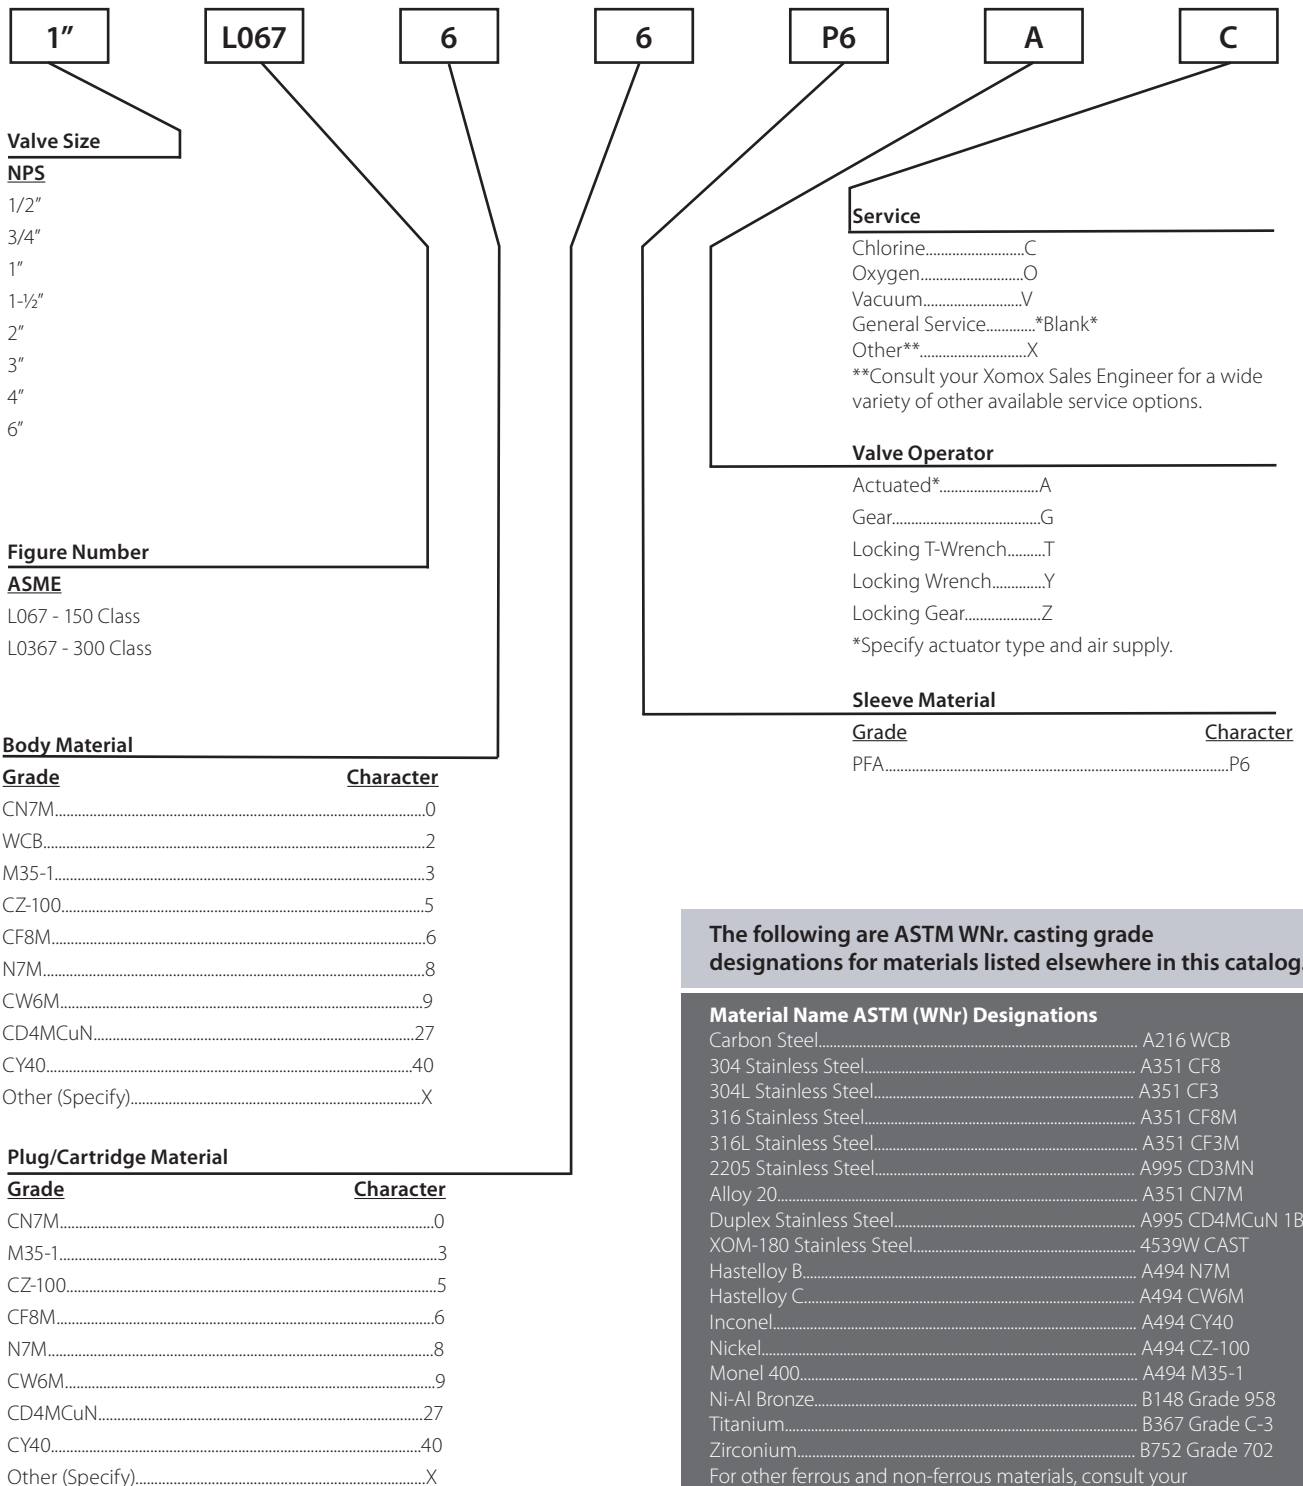 1” L067 6 6 P6 A C
Valve Size
NPS
1/2”
3/4”
1”
1-½”
2”
3”
4”
6”
Figure Number
ASME
L067 - 150 Class
L0367 - 300 Class
Body Material
Grade Character
CN7M..........0
WCB..........2
M35-1..........3
CZ-100..........5
CF8M..........6
N7M..........8
CW6M..........9
CD4MCuN..........27
CY40..........40
Other (Specify)..........X
Plug/Cartridge Material
Grade Character
CN7M..........0
M35-1..........3
CZ-100..........5
CF8M..........6
N7M..........8
CW6M..........9
CD4MCuN..........27
CY40..........40
Other (Specify)..........X
Service
Chlorine..........C
Oxygen..........O
Vacuum..........V
General Service..........*Blank*
Other**..........X
**Consult your Xomox Sales Engineer for a wide
variety of other available service options.
Valve Operator
Actuated*..........A
Gear..........G
Locking T-Wrench..........T
Locking Wrench..........Y
Locking Gear..........Z
*Specify actuator type and air supply.
Sleeve Material
Grade Character
PFA..........P6
The following are ASTM WNr. casting grade
designations for materials listed elsewhere in this catalog.
Material Name ASTM (WNr) Designations
Carbon Steel.......... A216 WCB
304 Stainless Steel.......... A351 CF8
304L Stainless Steel.......... A351 CF3
316 Stainless Steel.......... A351 CF8M
316L Stainless Steel.......... A351 CF3M
2205 Stainless Steel.......... A995 CD3MN
Alloy 20.......... A351 CN7M
Duplex Stainless Steel.......... A995 CD4MCuN 1B
XOM-180 Stainless Steel.......... 4539W CAST
Hastelloy B.......... A494 N7M
Hastelloy C.......... A494 CW6M
Inconel.......... A494 CY40
Nickel.......... A494 CZ-100
Monel 400.......... A494 M35-1
Ni-Al Bronze.......... B148 Grade 958
Titanium.......... B367 Grade C-3
Zirconium.......... B752 Grade 702
For other ferrous and non-ferrous materials, consult your